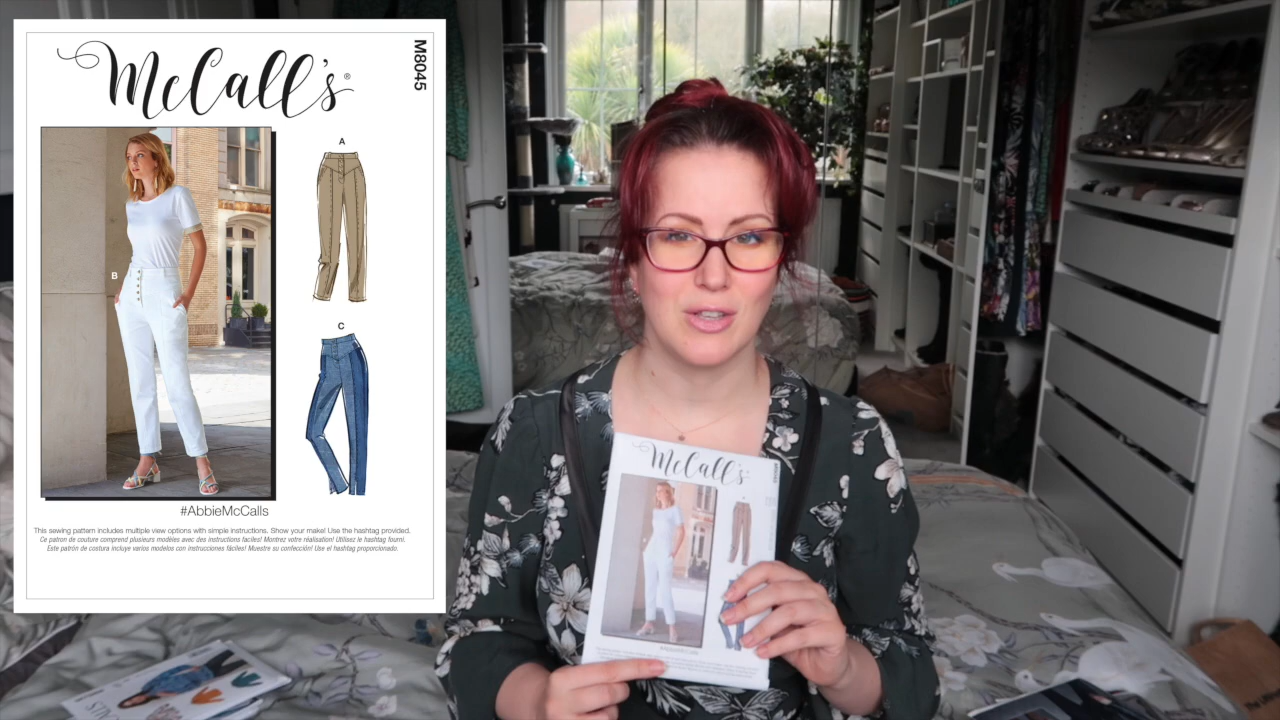 McCall's®
M8045
A
B
C
#AbbieMcCalls
This sewing pattern includes multiple view options with simple instructions. Show your make! Use the hashtag provided.
Ce patron de couture comprend plusieurs modèles avec des instructions faciles! Montrez votre réalisation! Utilisez le hashtag fourni.
Este patrón de costura incluye varios modelos con instrucciones fáciles! Muestre su confección! Use el hashtag proporcionado.
McCall's
#AbbieMcCalls